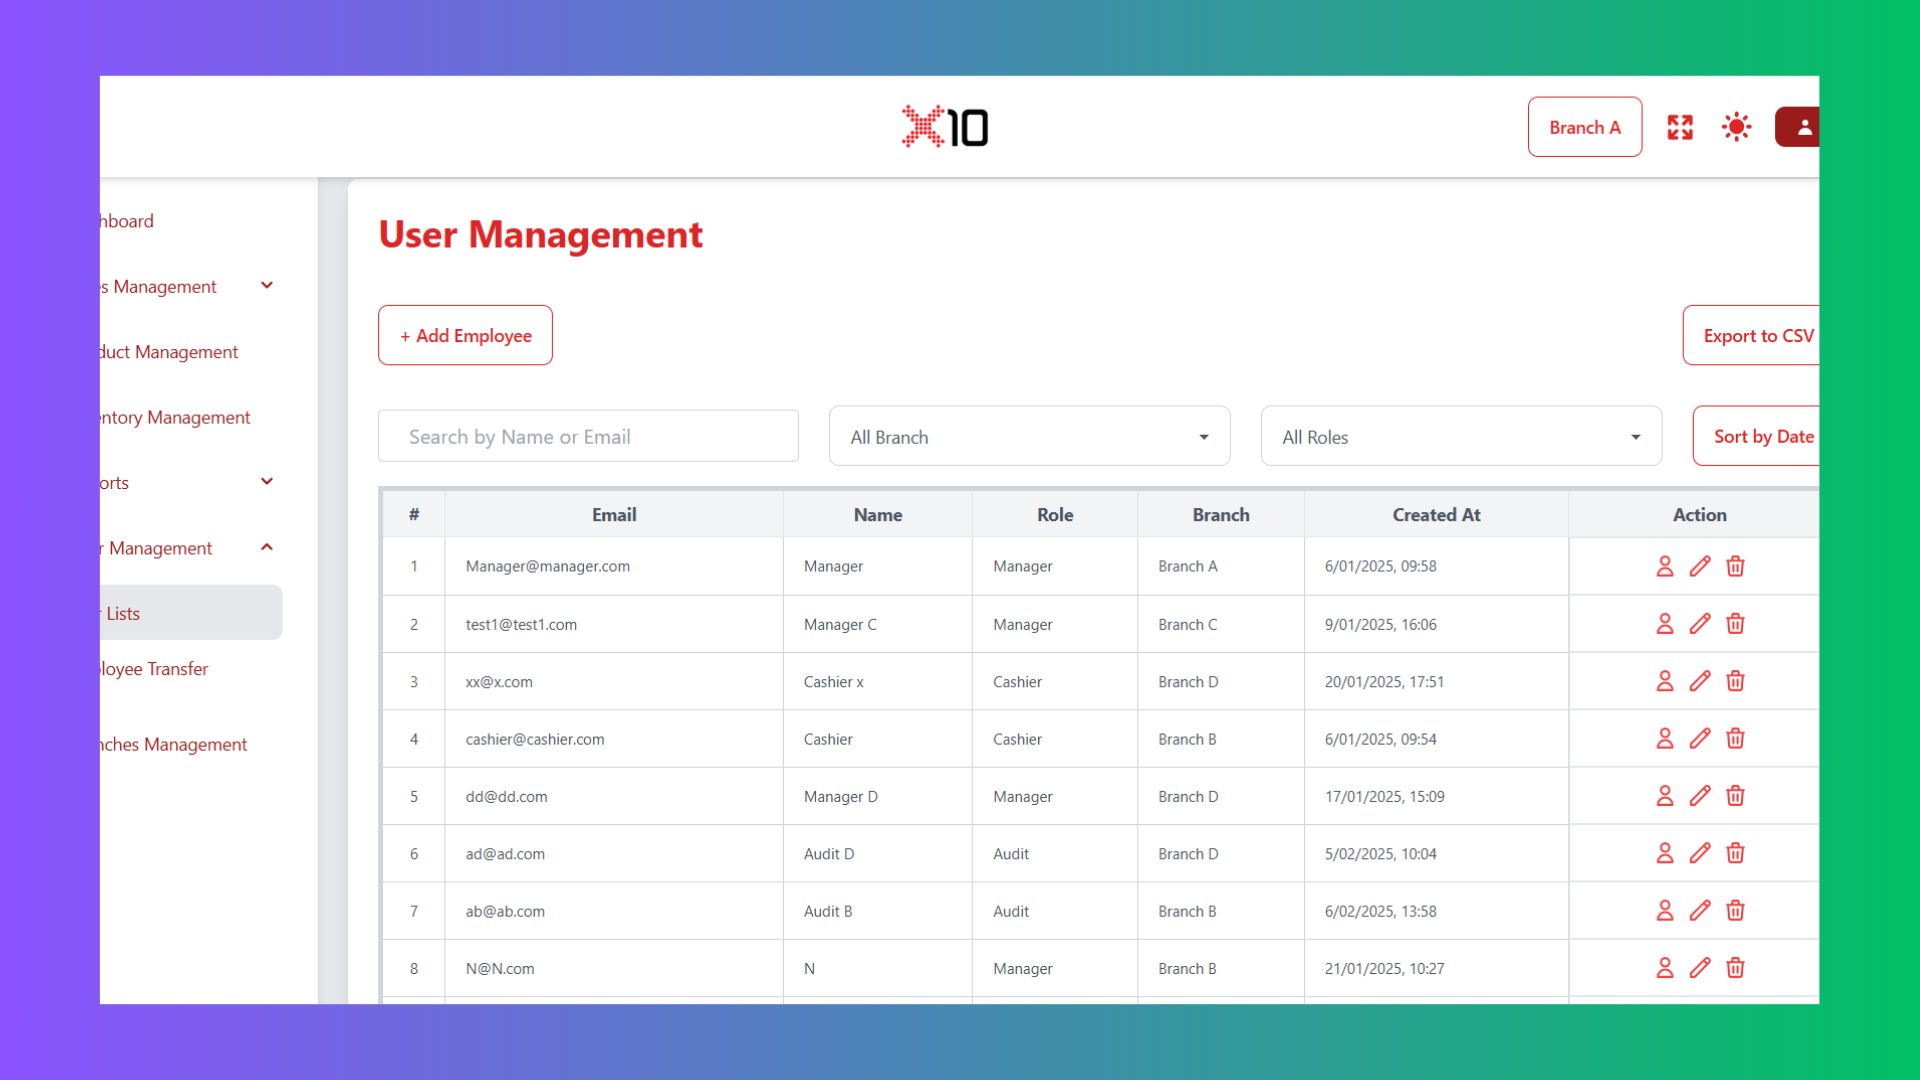 X10
Branch A
hboard
s Management
duct Management
entory Management
orts
r Management
r Lists
loyee Transfer
nches Management
User Management
+ Add Employee
Export to CSV
Search by Name or Email
All Branch
All Roles
Sort by Date
# Email Name Role Branch Created At Action
1 Manager@manager.com Manager Manager Branch A 6/01/2025, 09:58
2 test1@test1.com Manager C Manager Branch C 9/01/2025, 16:06
3 xx@x.com Cashier x Cashier Branch D 20/01/2025, 17:51
4 cashier@cashier.com Cashier Cashier Branch B 6/01/2025, 09:54
5 dd@dd.com Manager D Manager Branch D 17/01/2025, 15:09
6 ad@ad.com Audit D Audit Branch D 5/02/2025, 10:04
7 ab@ab.com Audit B Audit Branch B 6/02/2025, 13:58
8 N@N.com N Manager Branch B 21/01/2025, 10:27